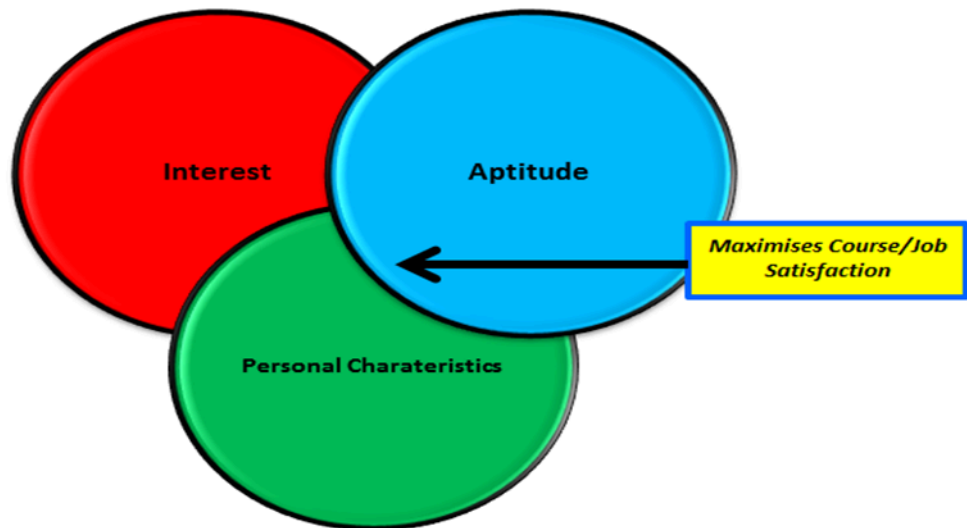 Interest
Aptitude
Maximises Course/Job
Satisfaction
Personal Charateristics